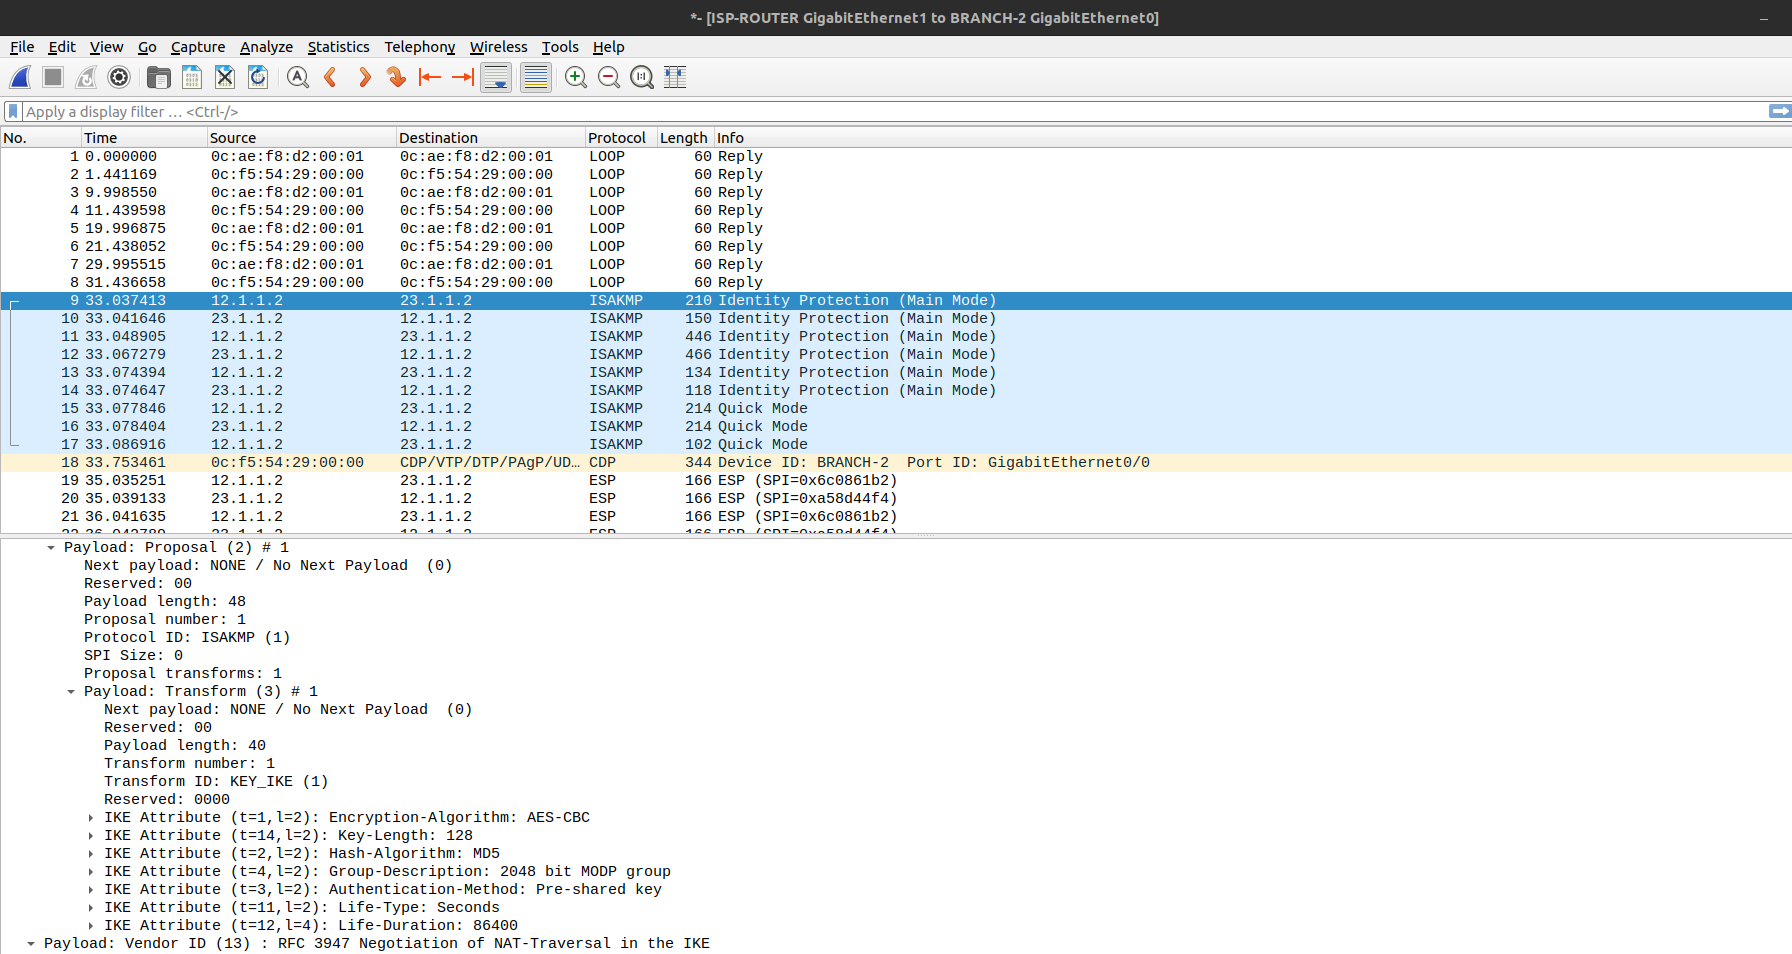 *- [ISP-ROUTER GigabitEthernet1 to BRANCH-2 GigabitEthernet0]
File Edit View Go Capture Analyze Statistics Telephony Wireless Tools Help
Apply a display filter … <Ctrl-/>
No. Time Source Destination Protocol Length Info
1 0.000000 0c:ae:f8:d2:00:01 0c:ae:f8:d2:00:01 LOOP 60 Reply
2 1.441169 0c:f5:54:29:00:00 0c:f5:54:29:00:00 LOOP 60 Reply
3 9.998550 0c:ae:f8:d2:00:01 0c:ae:f8:d2:00:01 LOOP 60 Reply
4 11.439598 0c:f5:54:29:00:00 0c:f5:54:29:00:00 LOOP 60 Reply
5 19.996875 0c:ae:f8:d2:00:01 0c:ae:f8:d2:00:01 LOOP 60 Reply
6 21.438052 0c:f5:54:29:00:00 0c:f5:54:29:00:00 LOOP 60 Reply
7 29.995515 0c:ae:f8:d2:00:01 0c:ae:f8:d2:00:01 LOOP 60 Reply
8 31.436658 0c:f5:54:29:00:00 0c:f5:54:29:00:00 LOOP 60 Reply
9 33.037413 12.1.1.2 23.1.1.2 ISAKMP 210 Identity Protection (Main Mode)
10 33.041646 23.1.1.2 12.1.1.2 ISAKMP 150 Identity Protection (Main Mode)
11 33.048905 12.1.1.2 23.1.1.2 ISAKMP 446 Identity Protection (Main Mode)
12 33.067279 23.1.1.2 12.1.1.2 ISAKMP 466 Identity Protection (Main Mode)
13 33.074394 12.1.1.2 23.1.1.2 ISAKMP 134 Identity Protection (Main Mode)
14 33.074647 23.1.1.2 12.1.1.2 ISAKMP 118 Identity Protection (Main Mode)
15 33.077846 12.1.1.2 23.1.1.2 ISAKMP 214 Quick Mode
16 33.078404 23.1.1.2 12.1.1.2 ISAKMP 214 Quick Mode
17 33.086916 12.1.1.2 23.1.1.2 ISAKMP 102 Quick Mode
18 33.753461 0c:f5:54:29:00:00 CDP/VTP/DTP/PAgP/UD… CDP 344 Device ID: BRANCH-2 Port ID: GigabitEthernet0/0
19 35.035251 12.1.1.2 23.1.1.2 ESP 166 ESP (SPI=0x6c0861b2)
20 35.039133 23.1.1.2 12.1.1.2 ESP 166 ESP (SPI=0xa58d44f4)
21 36.041635 12.1.1.2 23.1.1.2 ESP 166 ESP (SPI=0x6c0861b2)
Payload: Proposal (2) # 1
Next payload: NONE / No Next Payload (0)
Reserved: 00
Payload length: 48
Proposal number: 1
Protocol ID: ISAKMP (1)
SPI Size: 0
Proposal transforms: 1
Payload: Transform (3) # 1
Next payload: NONE / No Next Payload (0)
Reserved: 00
Payload length: 40
Transform number: 1
Transform ID: KEY_IKE (1)
Reserved: 0000
IKE Attribute (t=1,l=2): Encryption-Algorithm: AES-CBC
IKE Attribute (t=14,l=2): Key-Length: 128
IKE Attribute (t=2,l=2): Hash-Algorithm: MD5
IKE Attribute (t=4,l=2): Group-Description: 2048 bit MODP group
IKE Attribute (t=3,l=2): Authentication-Method: Pre-shared key
IKE Attribute (t=11,l=2): Life-Type: Seconds
IKE Attribute (t=12,l=4): Life-Duration: 86400
Payload: Vendor ID (13) : RFC 3947 Negotiation of NAT-Traversal in the IKE